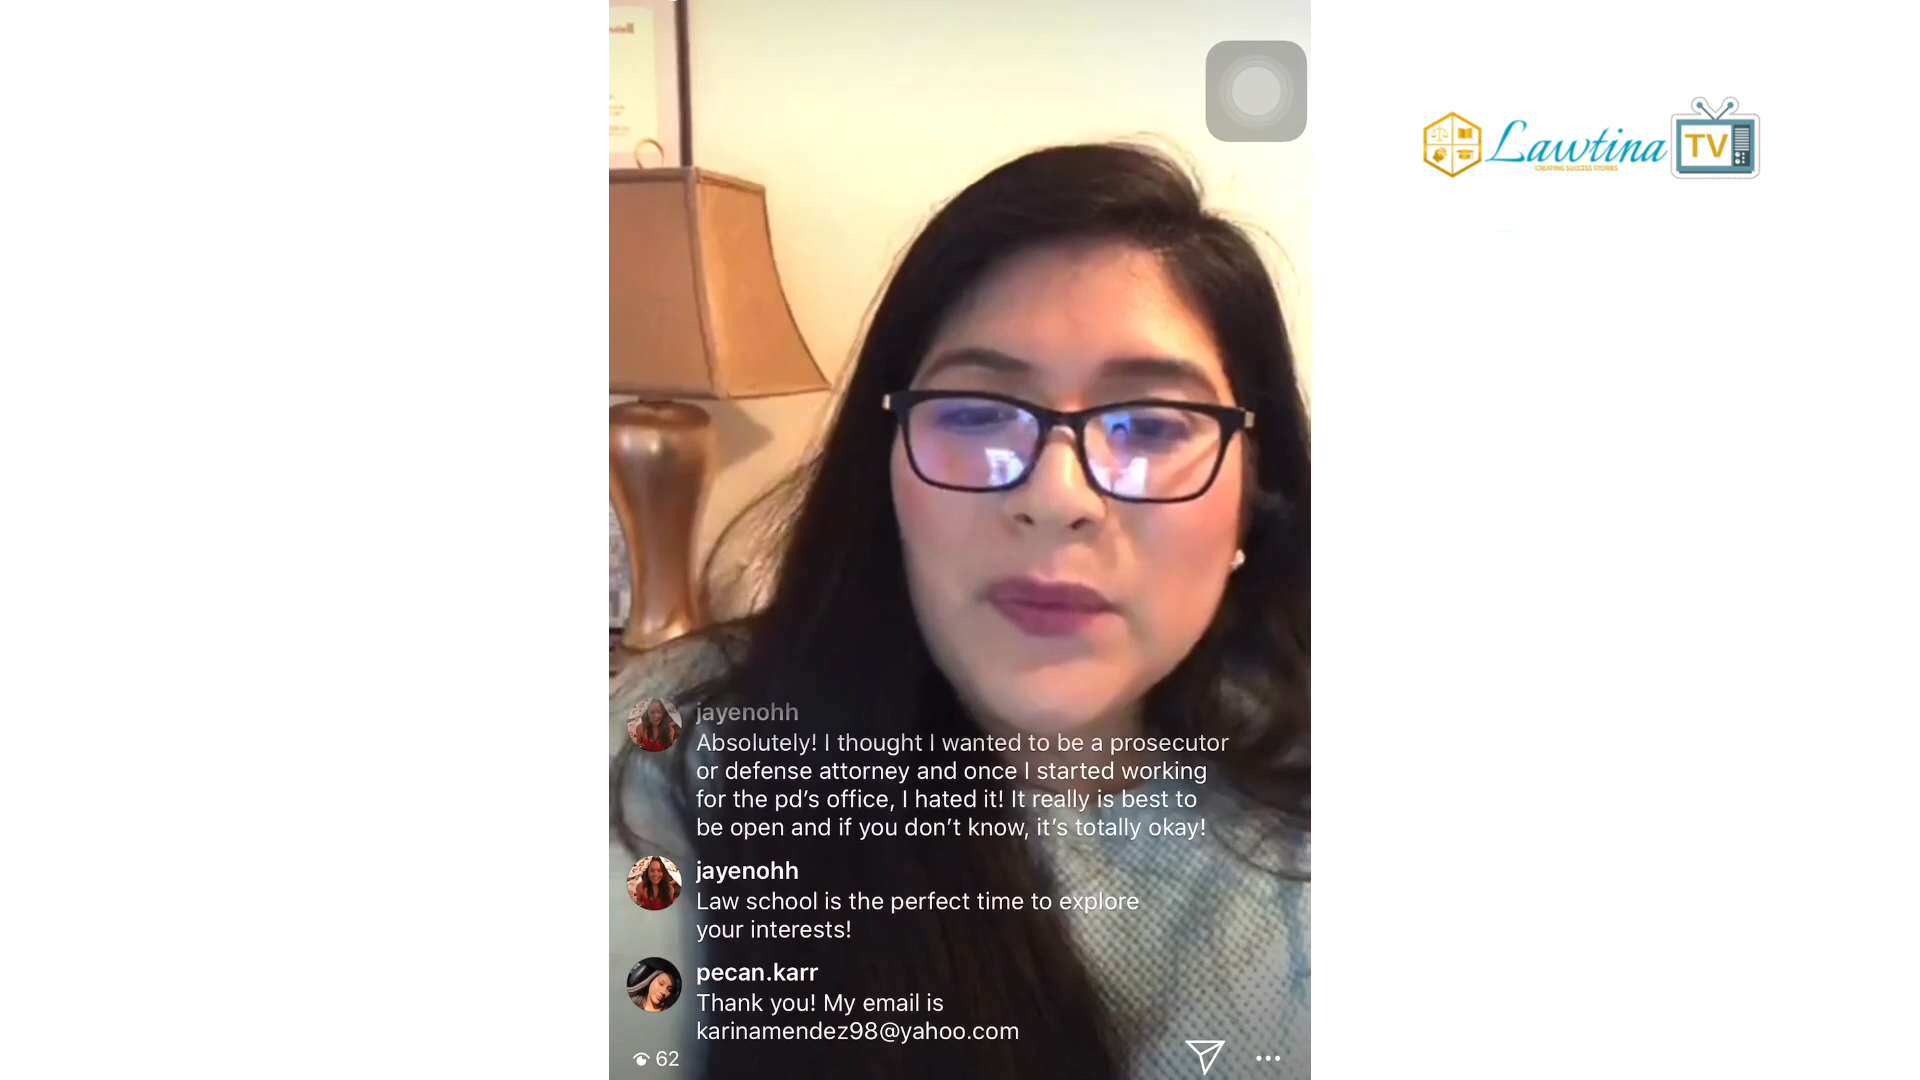 Lawtina TV
CREATING SUCCESS STORIES
jayenohh
Absolutely! I thought I wanted to be a prosecutor
or defense attorney and once I started working
for the pd’s office, I hated it! It really is best to
be open and if you don’t know, it’s totally okay!
jayenohh
Law school is the perfect time to explore
your interests!
pecan.karr
Thank you! My email is
karinamendez98@yahoo.com
62